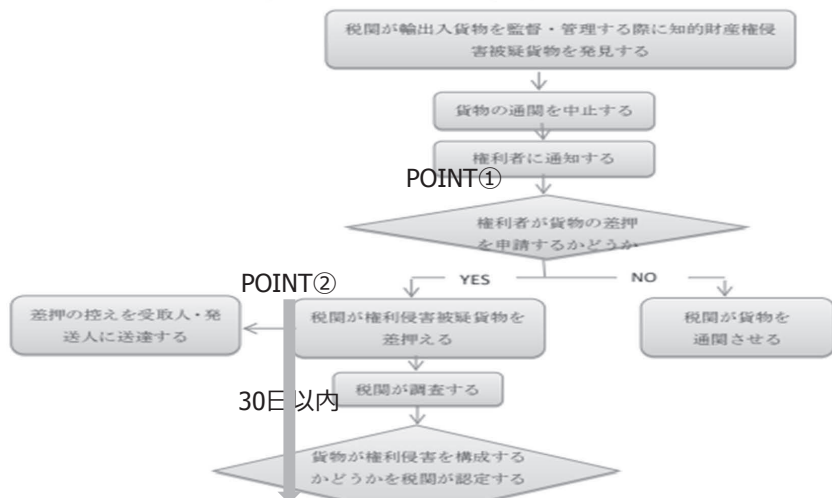 税関が輸出入貨物を監督・管理する際に知的財産権侵
害被疑貨物を発見する
貨物の通関を中止する
権利者に通知する
POINT①
権利者が貨物の差押
を申請するかどうか
POINT②
YES
NO
差押の控えを受取人・発
送人に送達する
税関が権利侵害被疑貨物を
差押える
税関が貨物を
通関させる
30日以内
税関が調査する
貨物が権利侵害を構成する
かどうかを税関が認定する